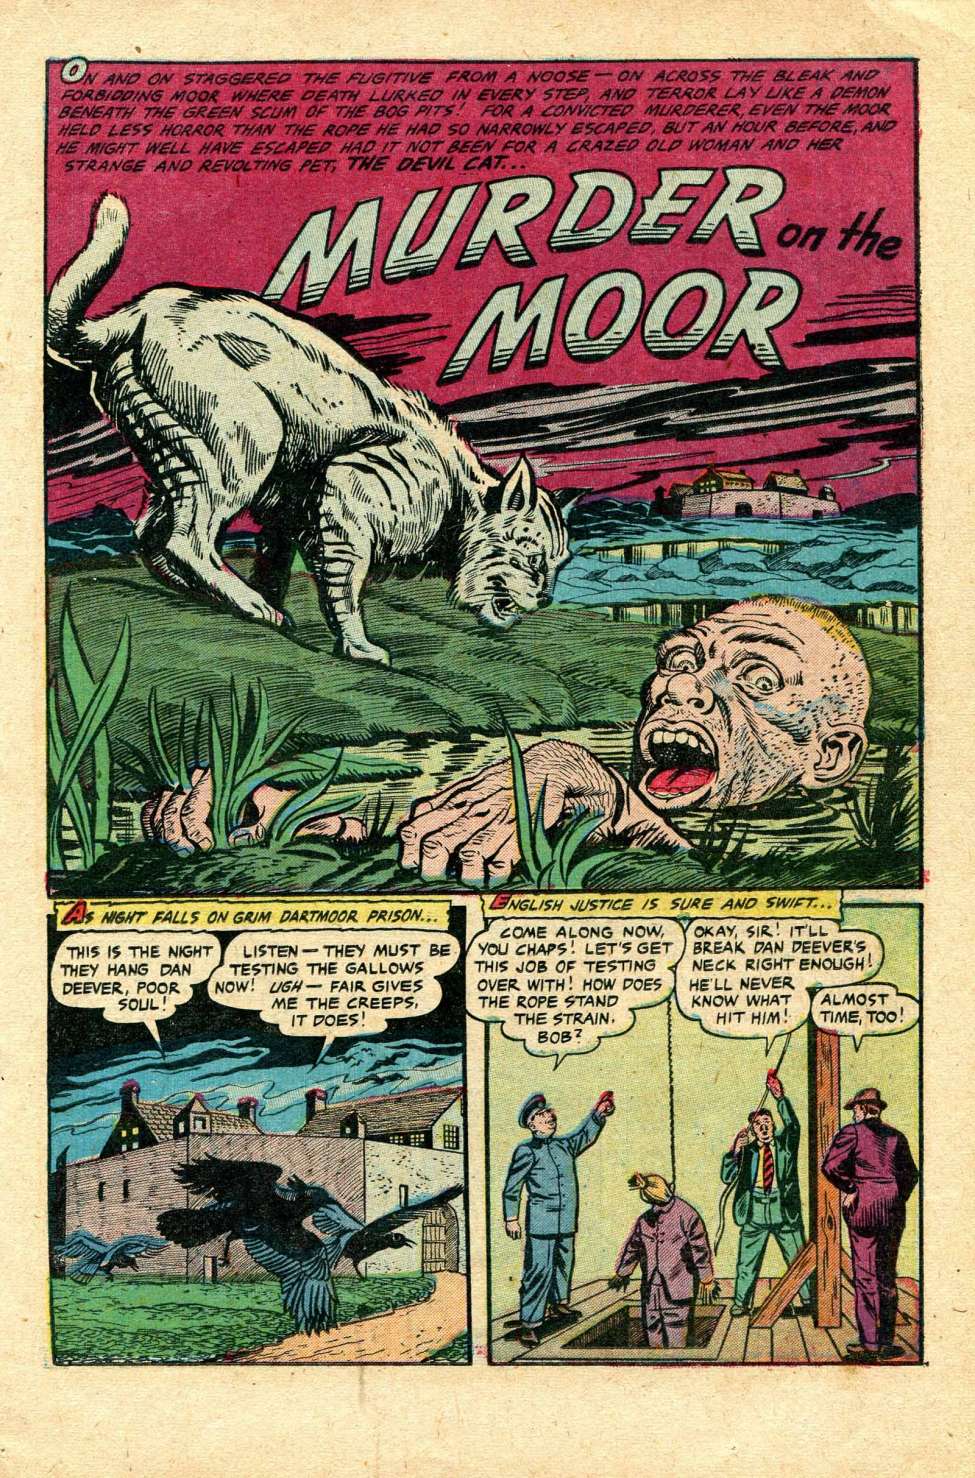 ON AND ON STAGGERED THE FUGITIVE FROM A NOOSE — ON ACROSS THE BLEAK AND
FORBIDDING MOOR WHERE DEATH LURKED IN EVERY STEP, AND TERROR LAY LIKE A DEMON
BENEATH THE GREEN SCUM OF THE BOG PITS! FOR A CONVICTED MURDERER, EVEN THE MOOR
HELD LESS HORROR THAN THE ROPE HE HAD SO NARROWLY ESCAPED, BUT AN HOUR BEFORE, AND
HE MIGHT WELL HAVE ESCAPED HAD IT NOT BEEN FOR A CRAZED OLD WOMAN AND HER
STRANGE AND REVOLTING PET, THE DEVIL CAT...
MURDER
on the
MOOR
AS NIGHT FALLS ON GRIM DARTMOOR PRISON...
THIS IS THE NIGHT
THEY HANG DAN
DEEVER, POOR
SOUL!
LISTEN — THEY MUST BE
TESTING THE GALLOWS
NOW! UGH — FAIR GIVES
ME THE CREEPS,
IT DOES!
ENGLISH JUSTICE IS SURE AND SWIFT...
COME ALONG NOW,
YOU CHAPS! LET'S GET
THIS JOB OF TESTING
OVER WITH! HOW DOES
THE ROPE STAND
THE STRAIN,
BOB?
OKAY, SIR! IT'LL
BREAK DAN DEEVER'S
NECK RIGHT ENOUGH!
HE'LL NEVER
KNOW WHAT
HIT HIM!
ALMOST
TIME, TOO!